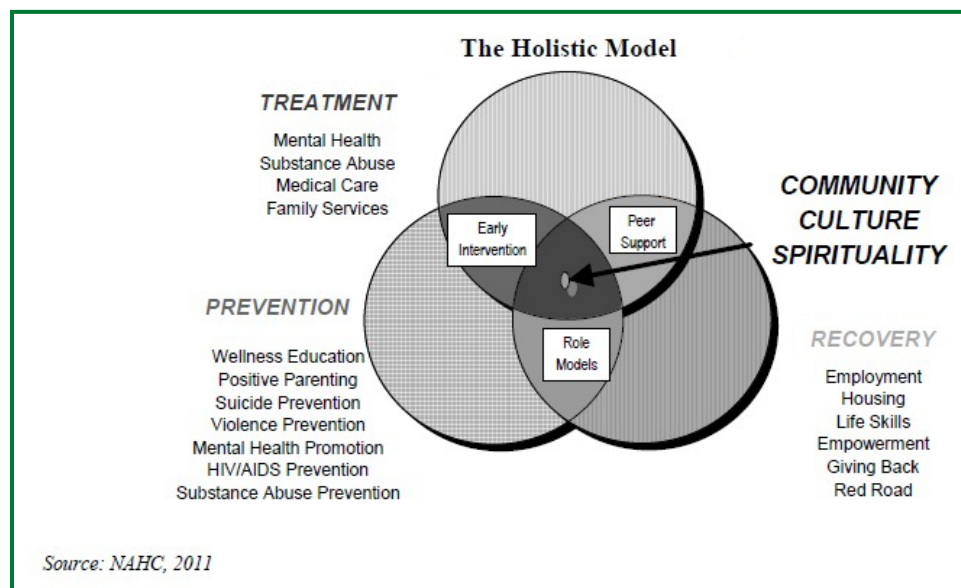 The Holistic Model
TREATMENT
Mental Health
Substance Abuse
Medical Care
Family Services
Early
Intervention
Peer
Support
COMMUNITY
CULTURE
SPIRITUALITY
PREVENTION
Wellness Education
Positive Parenting
Suicide Prevention
Violence Prevention
Mental Health Promotion
HIV/AIDS Prevention
Substance Abuse Prevention
Role
Models
RECOVERY
Employment
Housing
Life Skills
Empowerment
Giving Back
Red Road
Source: NAHC, 2011